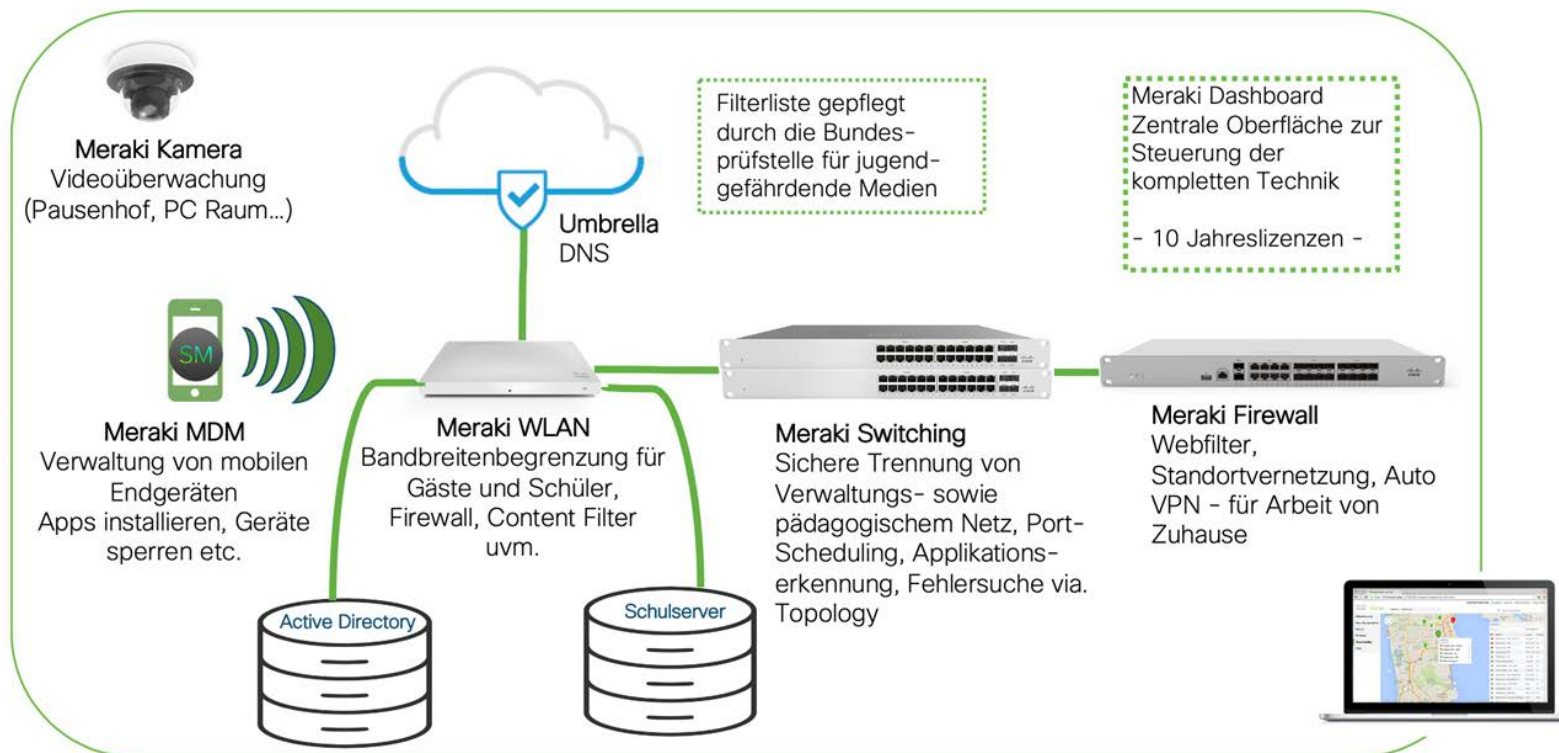 Meraki Kamera
Videoüberwachung
(Pausenhof, PC Raum...)
Umbrella
DNS
Filterliste gepflegt
durch die Bundes-
prüfstelle für jugend-
gefährdende Medien
Meraki Dashboard
Zentrale Oberfläche zur
Steuerung der
kompletten Technik
- 10 Jahreslizenzen -
SM
Meraki MDM
Verwaltung von mobilen
Endgeräten
Apps installieren, Geräte
sperren etc.
Meraki WLAN
Bandbreitenbegrenzung für
Gäste und Schüler,
Firewall, Content Filter
uvm.
Meraki Switching
Sichere Trennung von
Verwaltungs- sowie
pädagogischem Netz, Port-
Scheduling, Applikations-
erkennung, Fehlersuche via.
Topology
Meraki Firewall
Webfilter,
Standortvernetzung, Auto
VPN - für Arbeit von
Zuhause
Active Directory
Schulserver